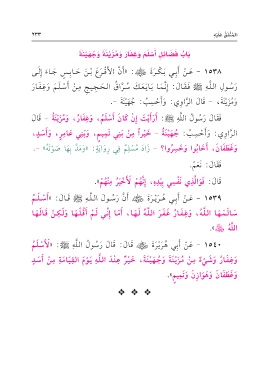 المُتَّفَقُ عَلَيْهِ ٢٣٣
بَابُ فَضَائِلِ أَسْلَمَ وَغِفَارَ وَمُزَيْنَةَ وَجُهَيْنَةَ
١٥٣٨ - عَنْ أَبِي بَكْرَةَ ﷺ: «أَنَّ الأَقْرَعَ بْنَ حَابِسٍ جَاءَ إِلَى
رَسُولِ اللَّهِ ﷺ فَقَالَ: إِنَّمَا بَايَعَكَ سُرَّاقُ الحَجِيجِ مِنْ أَسْلَمَ وَغِفَارَ
وَمُزَيْنَةَ، - قَالَ الرَّاوِي: وَأَحْسِبُ: جُهَيْنَةَ -.
فَقَالَ رَسُولُ اللَّهِ ﷺ: أَرَأَيْتَ إِنْ كَانَ أَسْلَمُ، وَغِفَارُ، وَمُزَيْنَةُ - قَالَ
الرَّاوِي: وَأَحْسِبُ: جُهَيْنَةُ - خَيْراً مِنْ بَنِي تَمِيمٍ، وَبَنِي عَامِرٍ، وَأَسَدٍ،
وَغَطَفَانَ، أَخَابُوا وَخَسِرُوا؟ - زَادَ مُسْلِمٌ فِي رِوَايَةٍ: «وَمَدَّ بِهَا صَوْتَهُ» -.
فَقَالَ: نَعَمْ.
قَالَ: فَوَالَّذِي نَفْسِي بِيَدِهِ، إِنَّهُمْ لَأَخْيَرُ مِنْهُمْ».
١٥٣٩ - عَنْ أَبِي هُرَيْرَةَ ﷺ، أَنَّ رَسُولَ اللَّهِ ﷺ قَالَ: «أَسْلَمُ
سَالَمَهَا اللَّهُ، وَغِفَارُ غَفَرَ اللَّهُ لَهَا، أَمَا إِنِّي لَمْ أَقُلْهَا وَلَكِنْ قَالَهَا
اللَّهُ ﷻ».
١٥٤٠ - عَنْ أَبِي هُرَيْرَةَ ﷺ قَالَ: قَالَ رَسُولُ اللَّهِ ﷺ: «لَأَسْلَمُ
وَغِفَارُ وَشَيْءٌ مِنْ مُزَيْنَةَ وَجُهَيْنَةَ، خَيْرٌ عِنْدَ اللَّهِ يَوْمَ القِيَامَةِ مِنْ أَسَدٍ
وَغَطَفَانَ وَهَوَازِنَ وَتَمِيمٍ».